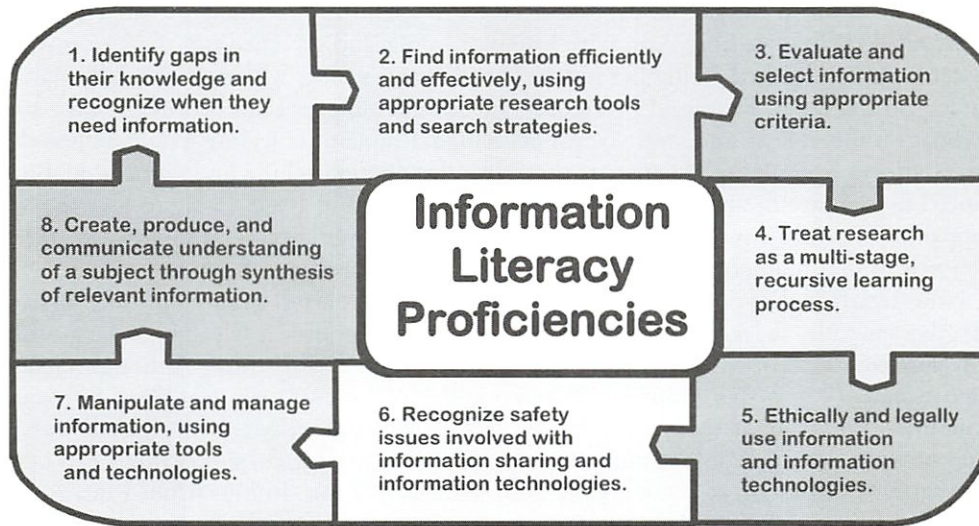 1. Identify gaps in
their knowledge and
recognize when they
need information.
2. Find information efficiently
and effectively, using
appropriate research tools
and search strategies.
3. Evaluate and
select information
using appropriate
criteria.
4. Treat research
as a multi-stage,
recursive learning
process.
5. Ethically and legally
use information
and information
technologies.
6. Recognize safety
issues involved with
information sharing and
information technologies.
7. Manipulate and manage
information, using
appropriate tools
and technologies.
8. Create, produce, and
communicate understanding
of a subject through synthesis
of relevant information.
Information
Literacy
Proficiencies